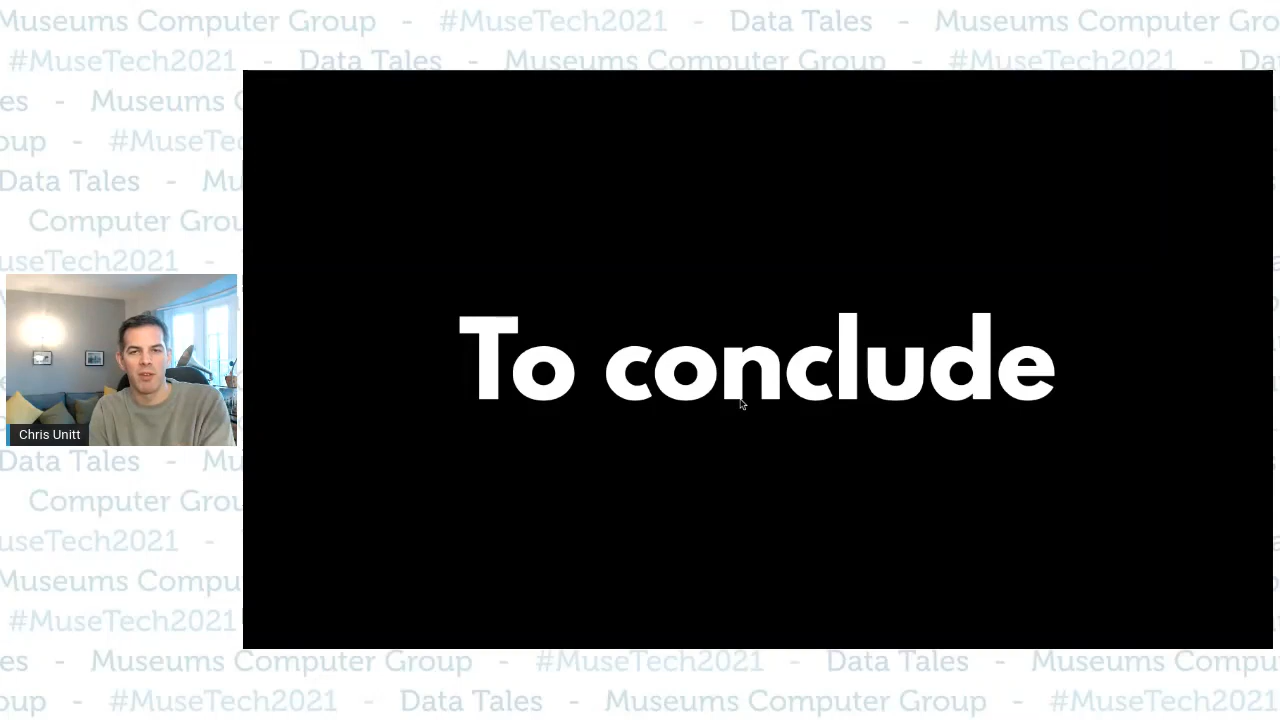 Museums Computer Group - #MuseTech2021 - Data Tales - Museums Computer Gro
#MuseTech2021 - Data Tales - Museums Computer Group - #MuseTech2021 - Da
es - Museums C
oup - #MuseTec
Data Tales - Mu
Computer Grou
useTech2021 -
To conclude
Chris Unitt
Data Tales - Mu
Computer Grou
useTech2021 -
Museums Compu
#MuseTech2021
es - Museums Computer Group - #MuseTech2021 - Data Tales - Museums Compu
oup - #MuseTech2021 - Data Tales - Museums Computer Group - #MuseTech2021